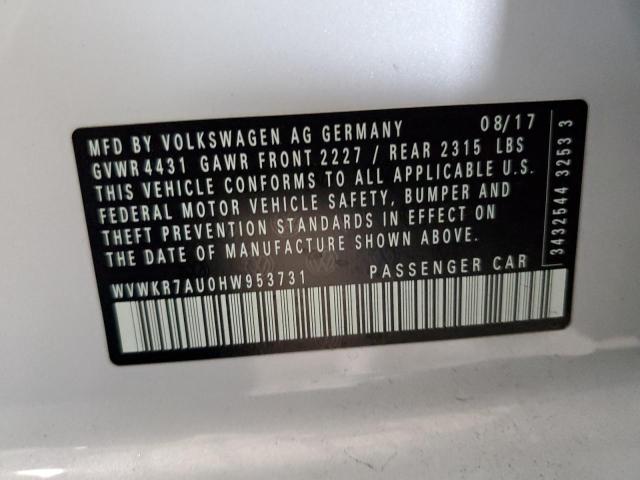 MFD BY VOLKSWAGEN AG GERMANY 08/17
GVWR 4431 GAWR FRONT 2227 / REAR 2315 LBS
THIS VEHICLE CONFORMS TO ALL APPLICABLE U.S.
FEDERAL MOTOR VEHICLE SAFETY, BUMPER AND
THEFT PREVENTION STANDARDS IN EFFECT ON
THE DATE OF MANUFACTURE SHOWN ABOVE.
WVWKR7AU0HW953731 PASSENGER CAR
3432544 32533